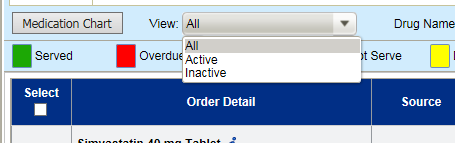 Medication Chart View: All Drug Name
All
Active
Inactive
Served Overdue t Serve
Select Order Detail Source
Simvastatin 40 mg Tablet